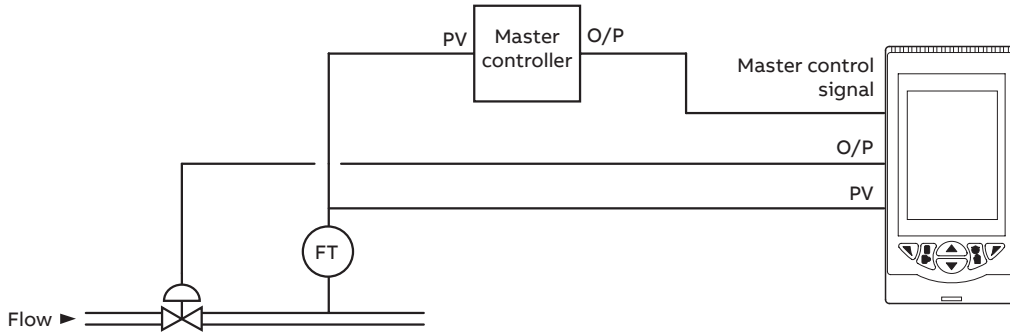 PV
Master
controller
O/P
Master control
signal
O/P
PV
FT
Flow ►